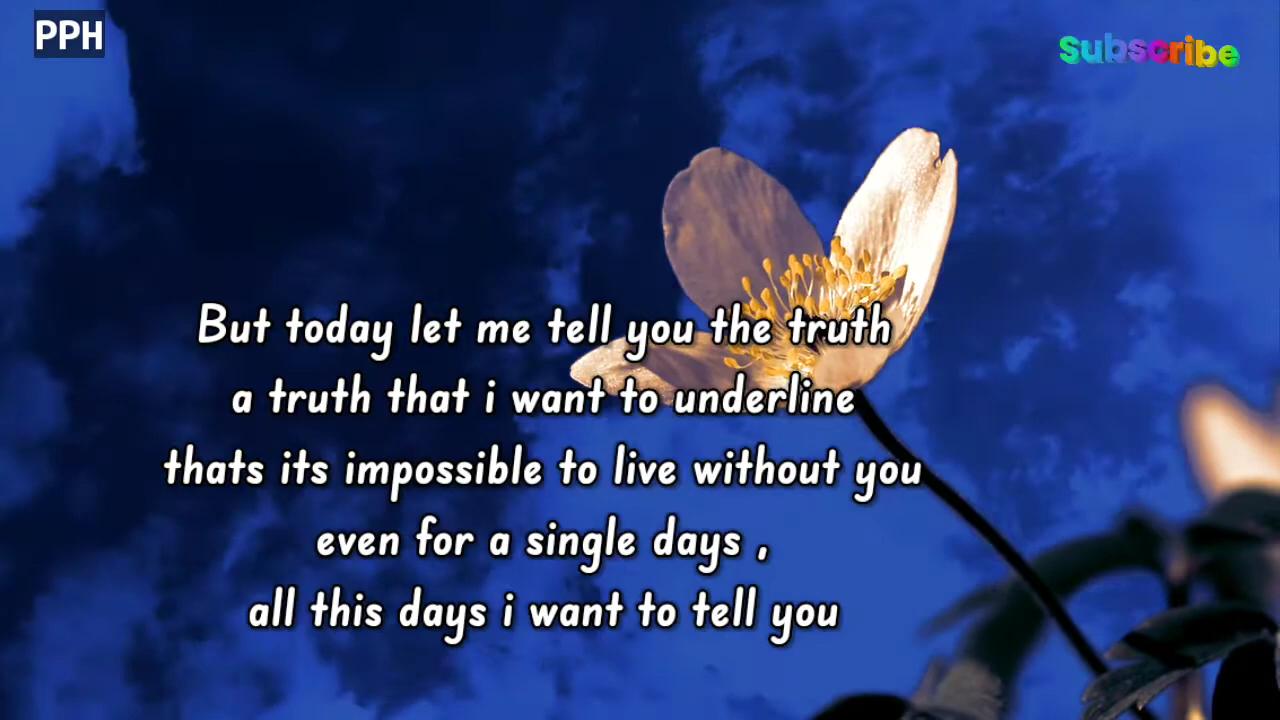 PPH
Subscribe
But today let me tell you the truth
a truth that i want to underline
thats its impossible to live without you
even for a single days ,
all this days i want to tell you